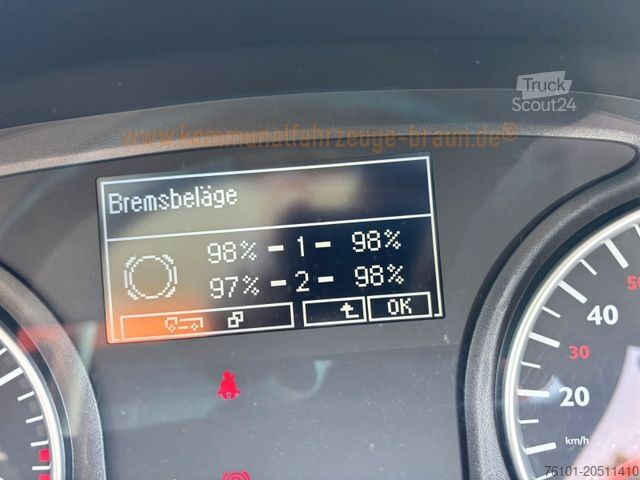 Truck
Scout24
www.kommunalfahrzeuge-braun.de©
Bremsbeläge
98% - 1 - 98%
97% - 2 - 98%
OK
50
40
30
20
km/h
76101-20511410